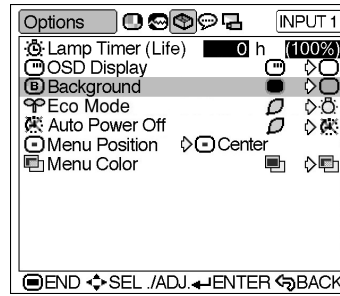 Options INPUT 1
Lamp Timer (Life) 0 h (100%)
OSD Display
B Background
Eco Mode
Auto Power Off
Menu Position Center
Menu Color
END SEL ./ADJ. ENTER BACK